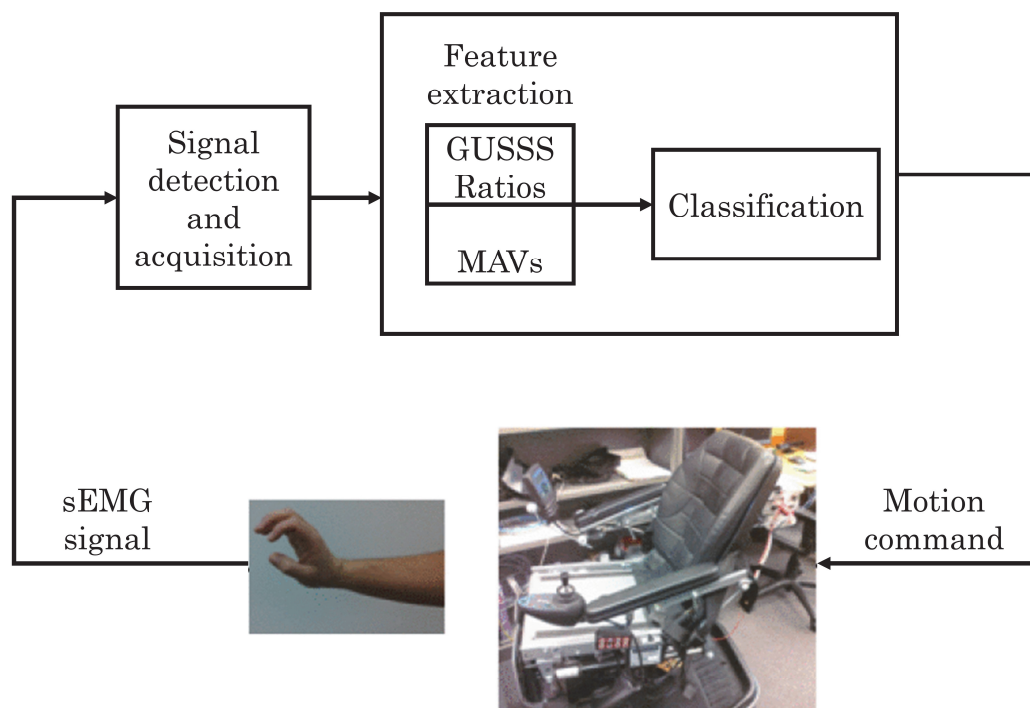 Feature
extraction
Signal
detection
and
acquisition
GUSSS
Ratios
MAVs
Classification
sEMG
signal
Motion
command